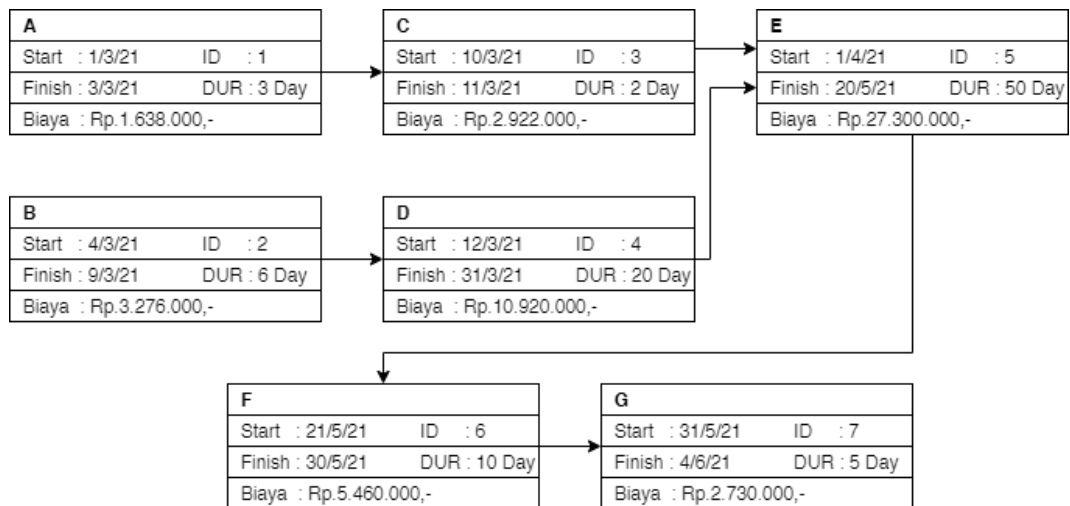 A
Start : 1/3/21 ID : 1
Finish : 3/3/21 DUR : 3 Day
Biaya : Rp.1.638.000,-
C
Start : 10/3/21 ID : 3
Finish : 11/3/21 DUR : 2 Day
Biaya : Rp.2.922.000,-
E
Start : 1/4/21 ID : 5
Finish : 20/5/21 DUR : 50 Day
Biaya : Rp.27.300.000,-
B
Start : 4/3/21 ID : 2
Finish : 9/3/21 DUR : 6 Day
Biaya : Rp.3.276.000,-
D
Start : 12/3/21 ID : 4
Finish : 31/3/21 DUR : 20 Day
Biaya : Rp.10.920.000,-
F
Start : 21/5/21 ID : 6
Finish : 30/5/21 DUR : 10 Day
Biaya : Rp.5.460.000,-
G
Start : 31/5/21 ID : 7
Finish : 4/6/21 DUR : 5 Day
Biaya : Rp.2.730.000,-